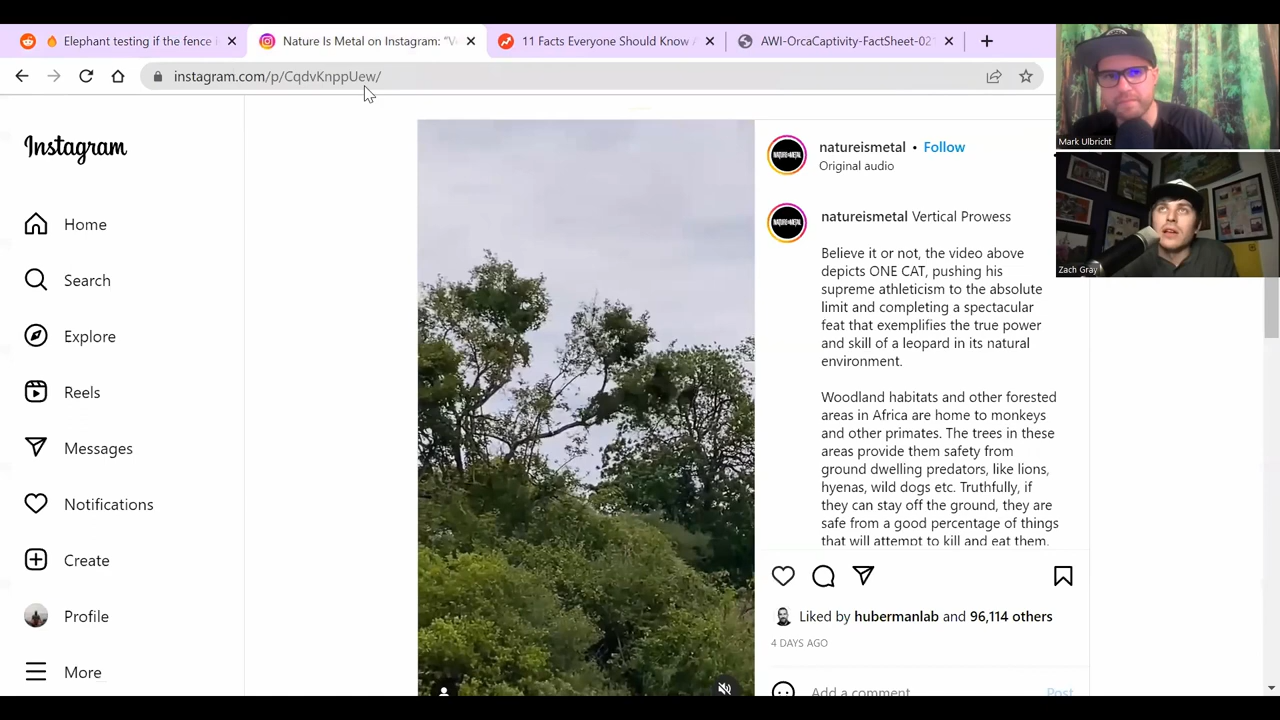 🔥 Elephant testing if the fence i
Nature Is Metal on Instagram: "Ve
11 Facts Everyone Should Know A
AWI-OrcaCaptivity-FactSheet-021
instagram.com/p/CqdvKnppUew/
Mark Ulbricht
Zach Gray
Instagram
Home
Search
Explore
Reels
Messages
Notifications
Create
Profile
More
natureismetal • Follow
Original audio
natureismetal Vertical Prowess
Believe it or not, the video above
depicts ONE CAT, pushing his
supreme athleticism to the absolute
limit and completing a spectacular
feat that exemplifies the true power
and skill of a leopard in its natural
environment.
Woodland habitats and other forested
areas in Africa are home to monkeys
and other primates. The trees in these
areas provide them safety from
ground dwelling predators, like lions,
hyenas, wild dogs etc. Truthfully, if
they can stay off the ground, they are
safe from a good percentage of things
that will attempt to kill and eat them.
Liked by hubermanlab and 96,114 others
4 DAYS AGO
Add a comment
Post